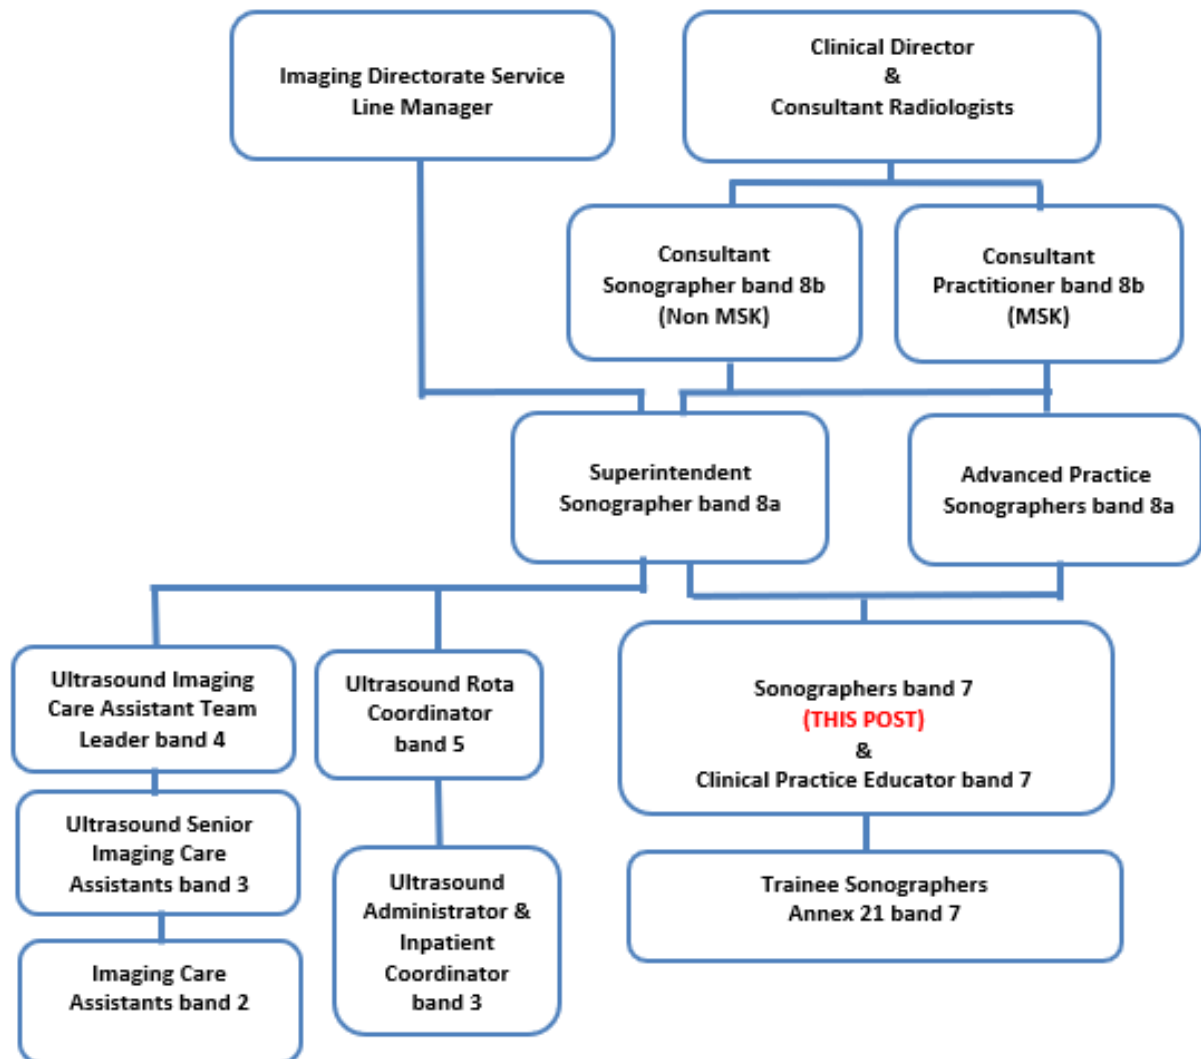 Imaging Directorate Service
Line Manager
Clinical Director
&
Consultant Radiologists
Consultant
Sonographer band 8b
(Non MSK)
Consultant
Practitioner band 8b
(MSK)
Superintendent
Sonographer band 8a
Advanced Practice
Sonographers band 8a
Ultrasound Imaging
Care Assistant Team
Leader band 4
Ultrasound Rota
Coordinator
band 5
Sonographers band 7
(THIS POST)
&
Clinical Practice Educator band 7
Ultrasound Senior
Imaging Care
Assistants band 3
Ultrasound
Administrator &
Inpatient
Coordinator
band 3
Trainee Sonographers
Annex 21 band 7
Imaging Care
Assistants band 2